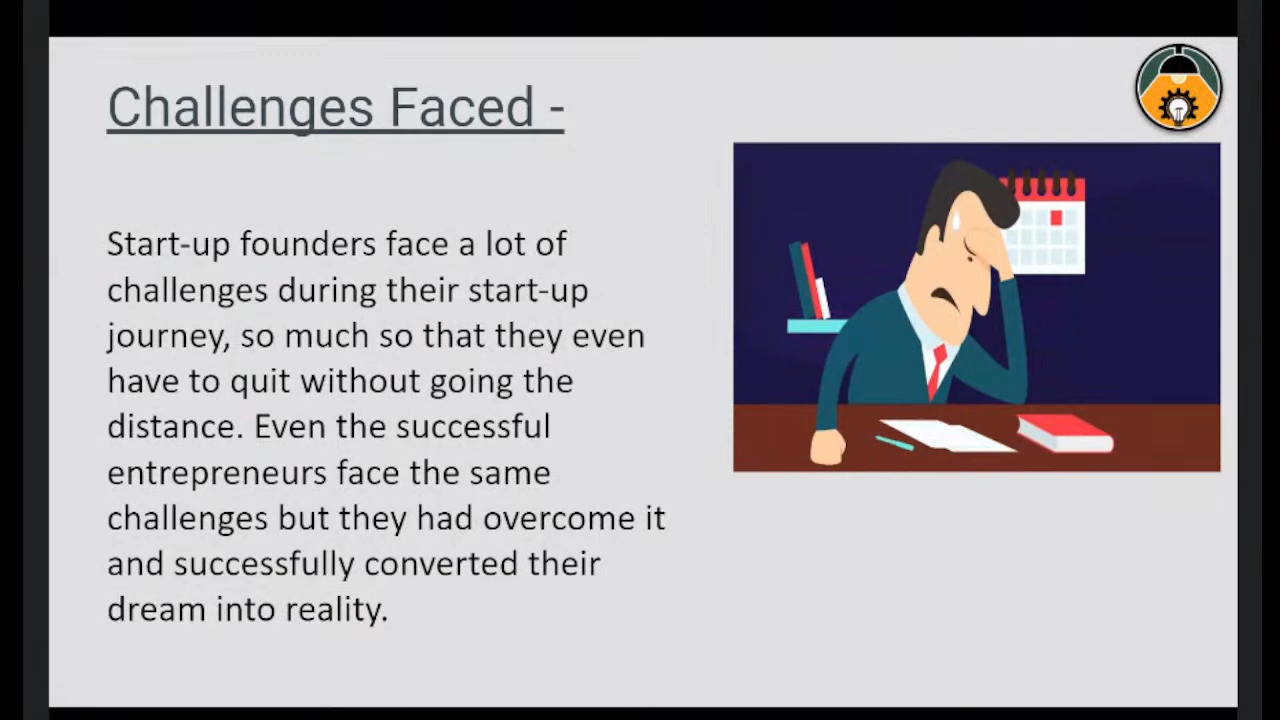 Challenges Faced -
Start-up founders face a lot of
challenges during their start-up
journey, so much so that they even
have to quit without going the
distance. Even the successful
entrepreneurs face the same
challenges but they had overcome it
and successfully converted their
dream into reality.